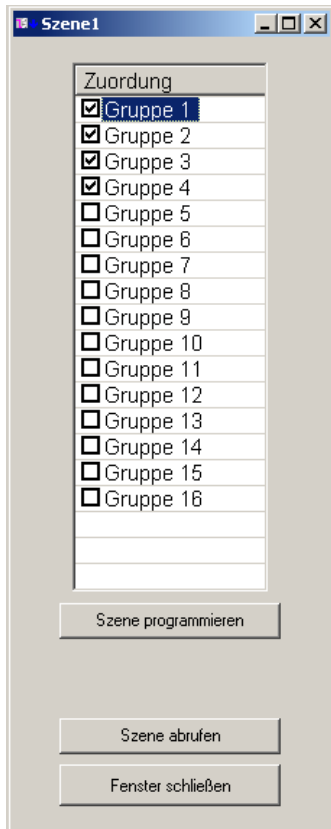 Szene1
Zuordung
Gruppe 1
Gruppe 2
Gruppe 3
Gruppe 4
Gruppe 5
Gruppe 6
Gruppe 7
Gruppe 8
Gruppe 9
Gruppe 10
Gruppe 11
Gruppe 12
Gruppe 13
Gruppe 14
Gruppe 15
Gruppe 16
Szene programmieren
Szene abrufen
Fenster schließen